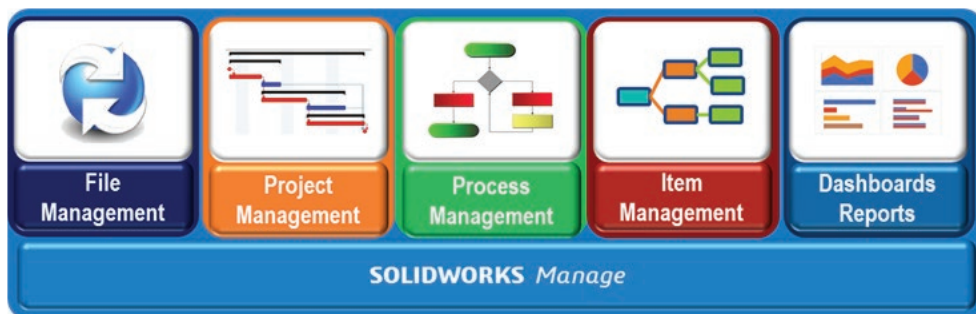 File
Management
Project
Management
Process
Management
Item
Management
Dashboards
Reports
SOLIDWORKS Manage